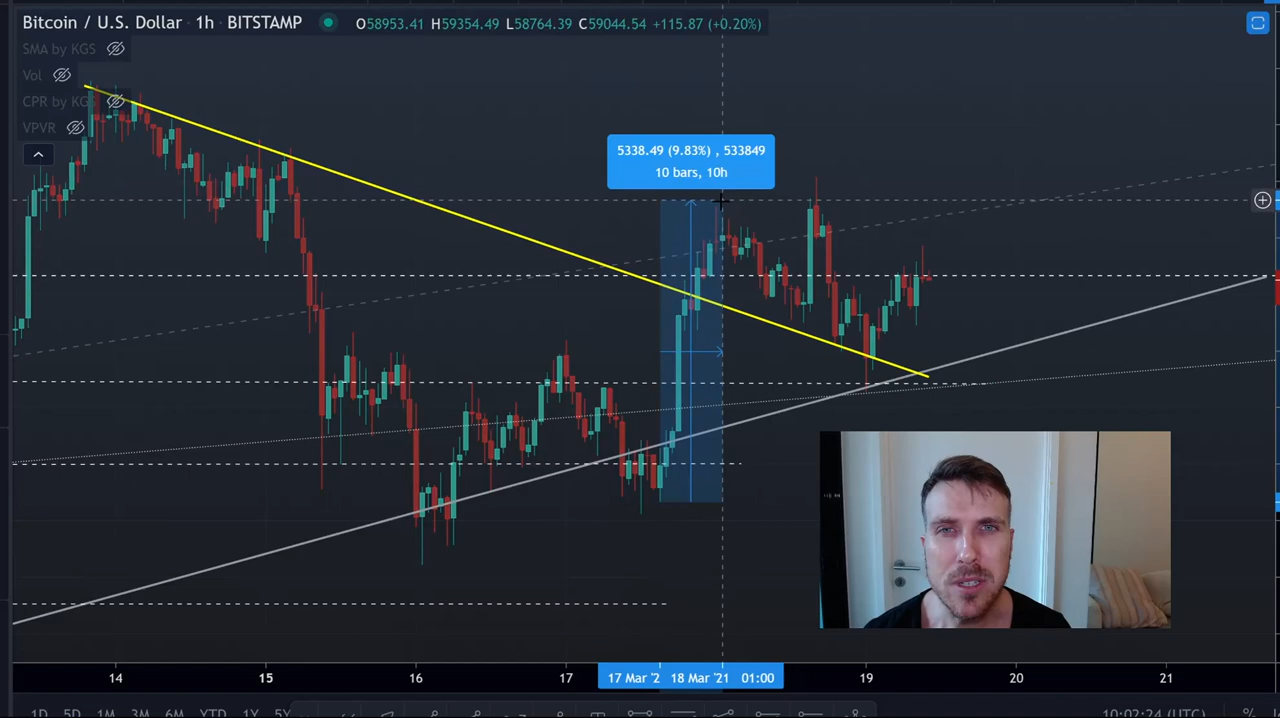 Bitcoin / U.S. Dollar · 1h · BITSTAMP O58953.41 H59354.49 L58764.39 C59044.54 +115.87 (+0.20%)
SMA by KGS
Vol
CPR by KGS
VPVR
5338.49 (9.83%) , 533849
10 bars, 10h
14 15 16 17 17 Mar '2 18 Mar '21 01:00 19 20 21
1D 5D 1M 3M 6M YTD 1Y 5Y 10:02:24 (UTC) %